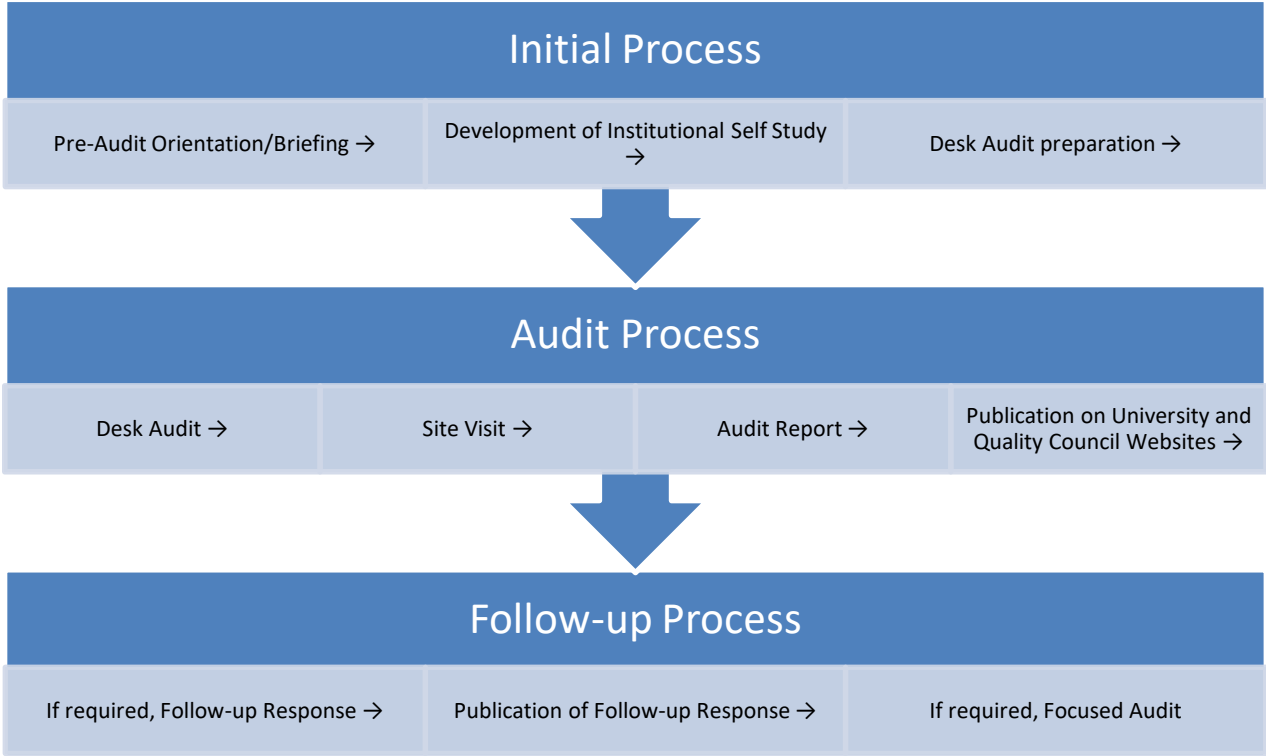 Initial Process
Pre-Audit Orientation/Briefing →
Development of Institutional Self Study
→
Desk Audit preparation →
Audit Process
Desk Audit →
Site Visit →
Audit Report →
Publication on University and
Quality Council Websites →
Follow-up Process
If required, Follow-up Response →
Publication of Follow-up Response →
If required, Focused Audit